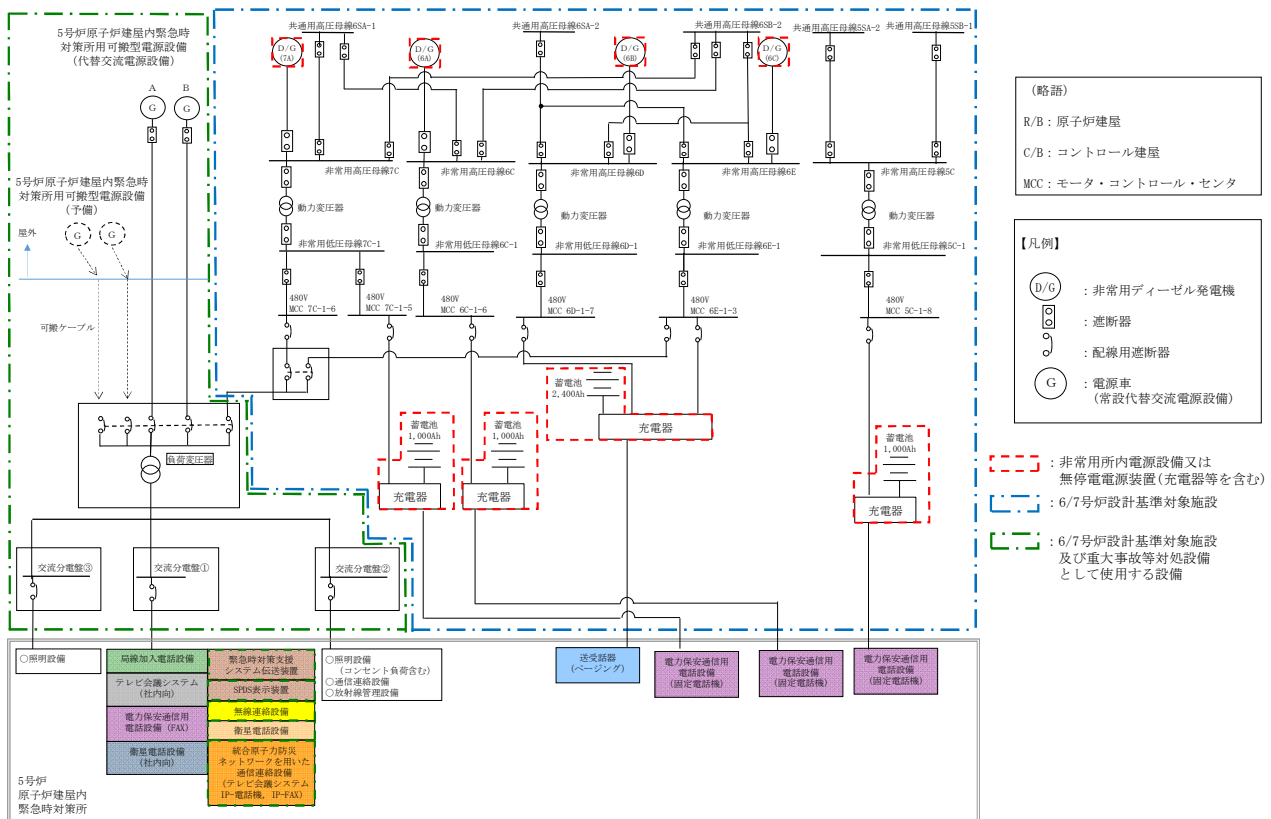 共通用高圧母線6SA-1
共通用高圧母線6SA-2
共通用高圧母線6SB-2
共通用高圧母線5SA-2
共通用高圧母線5SB-1
5号炉原子炉建屋内緊急時
対策所用可搬型電源設備
(代替交流電源設備)
D/G
(7A)
D/G
(6A)
D/G
(6B)
D/G
(6C)
A
B
G
G
5号炉原子炉建屋内緊急時
対策所用可搬型電源設備
(予備)
屋外
G
G
可搬ケーブル
非常用高圧母線7C
非常用高圧母線6C
非常用高圧母線6D
非常用高圧母線6E
非常用高圧母線5C
動力変圧器
動力変圧器
動力変圧器
動力変圧器
動力変圧器
非常用低圧母線7C-1
非常用低圧母線6C-1
非常用低圧母線6D-1
非常用低圧母線6E-1
非常用低圧母線5C-1
480V
MCC 7C-1-6
480V
MCC 7C-1-5
480V
MCC 6C-1-6
480V
MCC 6D-1-7
480V
MCC 6E-1-3
480V
MCC 5C-1-8
蓄電池
2,400Ah
充電器
蓄電池
1,000Ah
充電器
蓄電池
1,000Ah
充電器
蓄電池
1,000Ah
充電器
負荷変圧器
交流分電盤③
交流分電盤①
交流分電盤②
○照明設備
局線加入電話設備
テレビ会議システム
(社内向)
電力保安通信用
電話設備(FAX)
衛星電話設備
(社内向)
緊急時対策支援
システム伝送装置
SPDS表示装置
無線連絡設備
衛星電話設備
統合原子力防災
ネットワークを用いた
通信連絡設備
(テレビ会議システム
IP-電話機, IP-FAX)
○照明設備
(コンセント負荷含む)
○通信連絡設備
○放射線管理設備
送受話器
(ページング)
電力保安通信用
電話設備
(固定電話機)
電力保安通信用
電話設備
(固定電話機)
電力保安通信用
電話設備
(固定電話機)
5号炉
原子炉建屋内
緊急時対策所
(略語)
R/B:原子炉建屋
C/B:コントロール建屋
MCC:モータ・コントロール・センタ
【凡例】
D/G
:非常用ディーゼル発電機
:遮断器
:配線用遮断器
G
:電源車
(常設代替交流電源設備)
:非常用所内電源設備又は
無停電電源装置(充電器等を含む)
:6/7号炉設計基準対象施設
:6/7号炉設計基準対象施設
及び重大事故等対処設備
として使用する設備